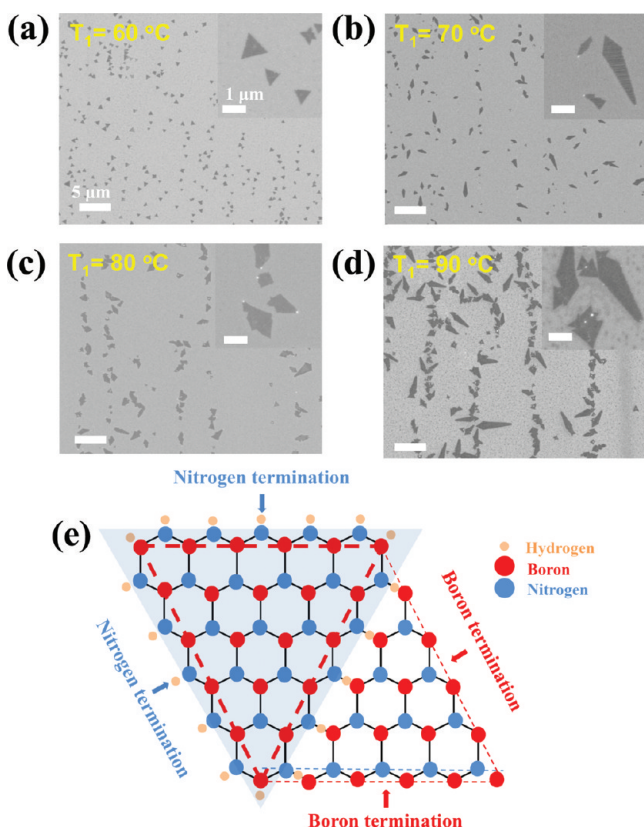 (a)
T₁= 60 °C
1 μm
5 μm
(b)
T₁= 70 °C
(c)
T₁= 80 °C
(d)
T₁= 90 °C
(e)
Nitrogen termination
Hydrogen
Boron
Nitrogen
Nitrogen termination
Boron termination
Boron termination